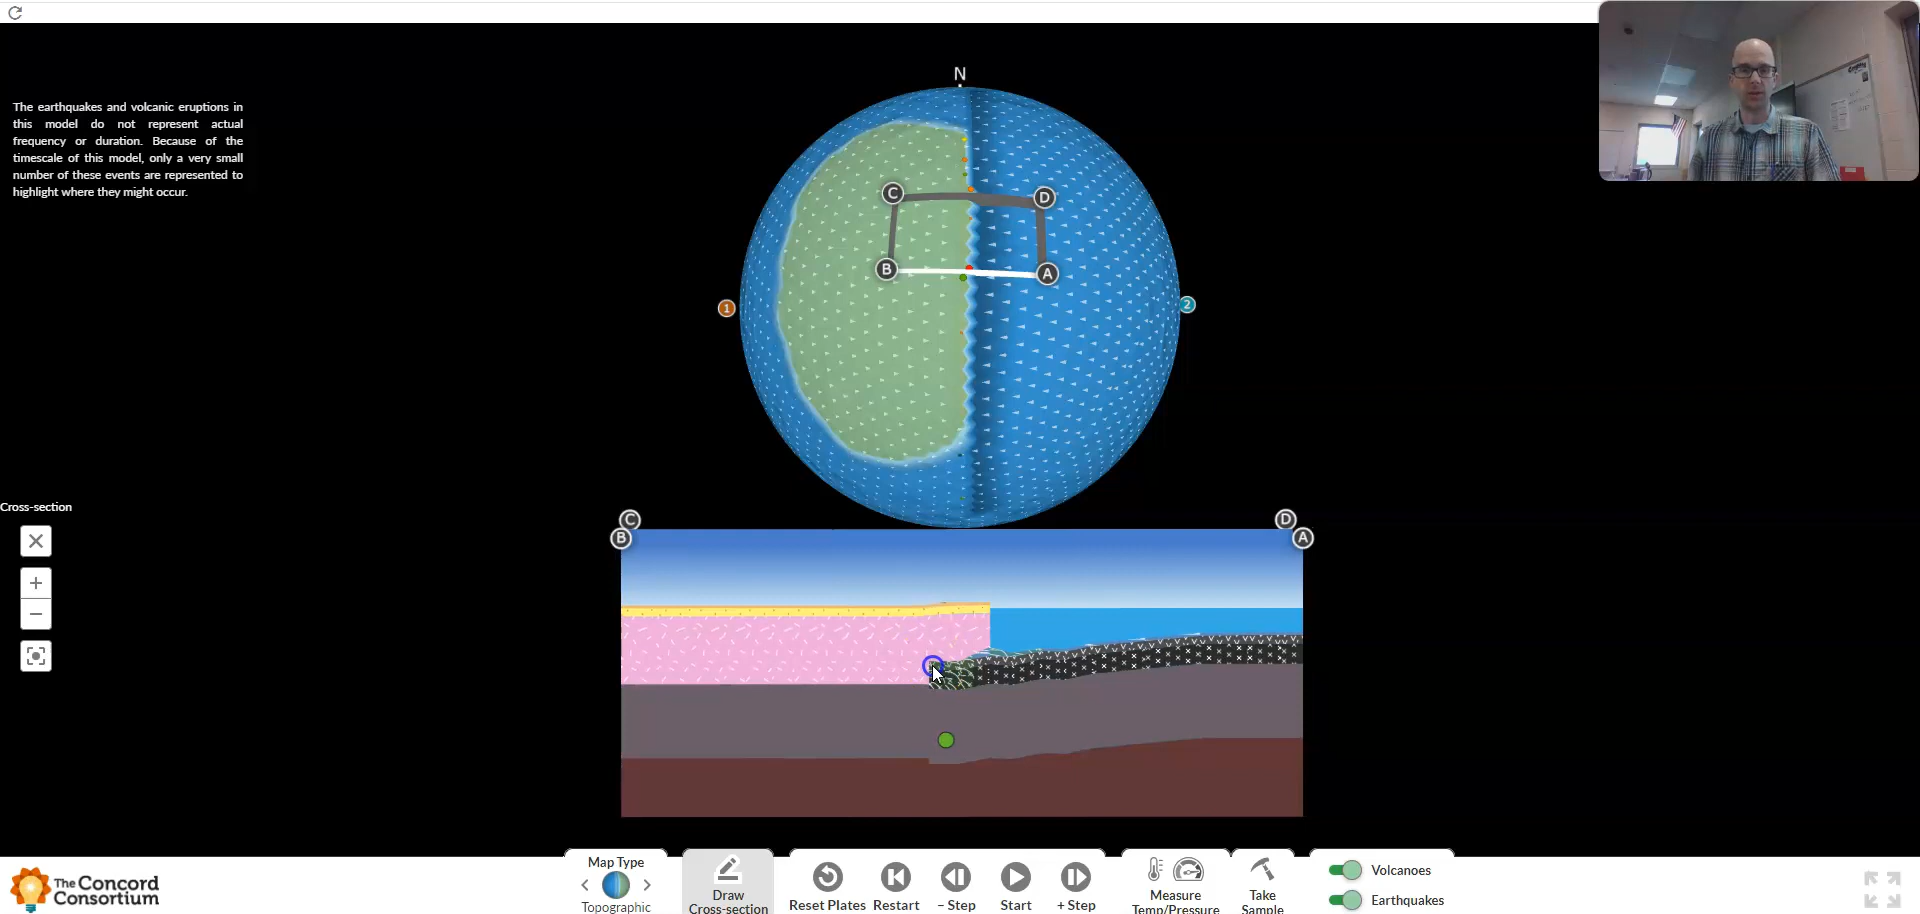 N
The earthquakes and volcanic eruptions in
this model do not represent actual
frequency or duration. Because of the
timescale of this model, only a very small
number of these events are represented to
highlight where they might occur.
C
D
B
A
1
2
Cross-section
C
D
B
A
Map Type
Topographic
Draw
Cross-section
Reset Plates
Restart
- Step
Start
+ Step
Measure
Temp/Pressure
Take
Sample
Volcanoes
Earthquakes
The Concord
Consortium